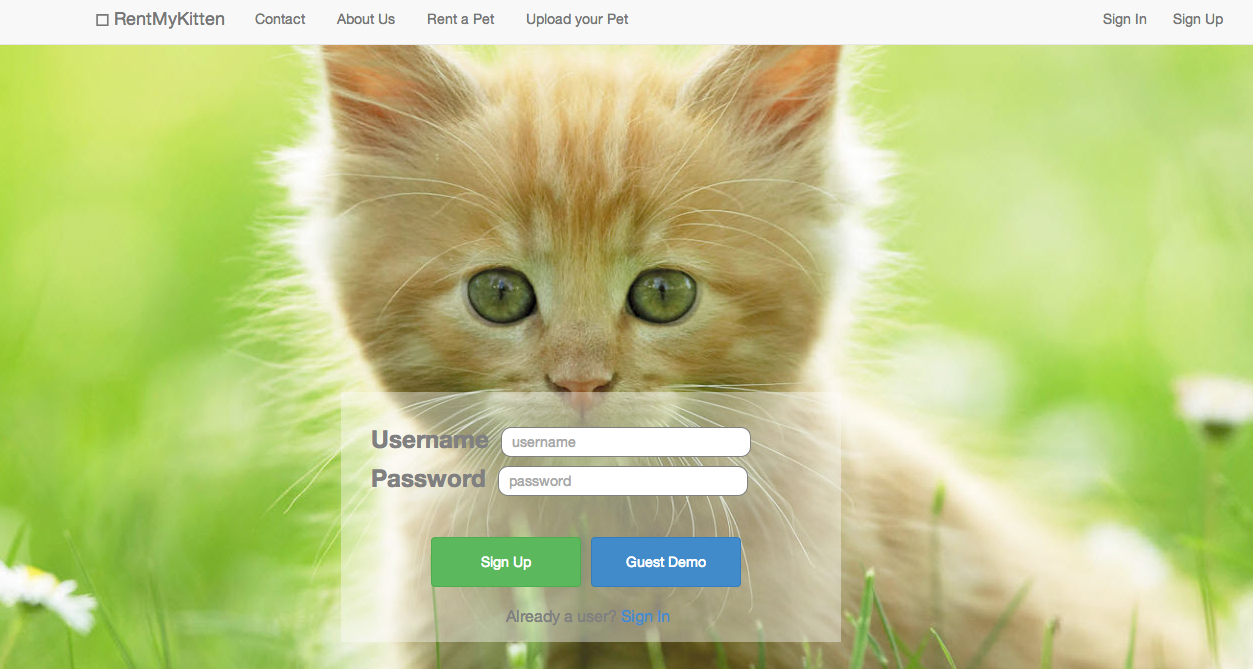 RentMyKitten Contact About Us Rent a Pet Upload your Pet Sign In Sign Up
Username username
Password password
Sign Up Guest Demo
Already a user? Sign In